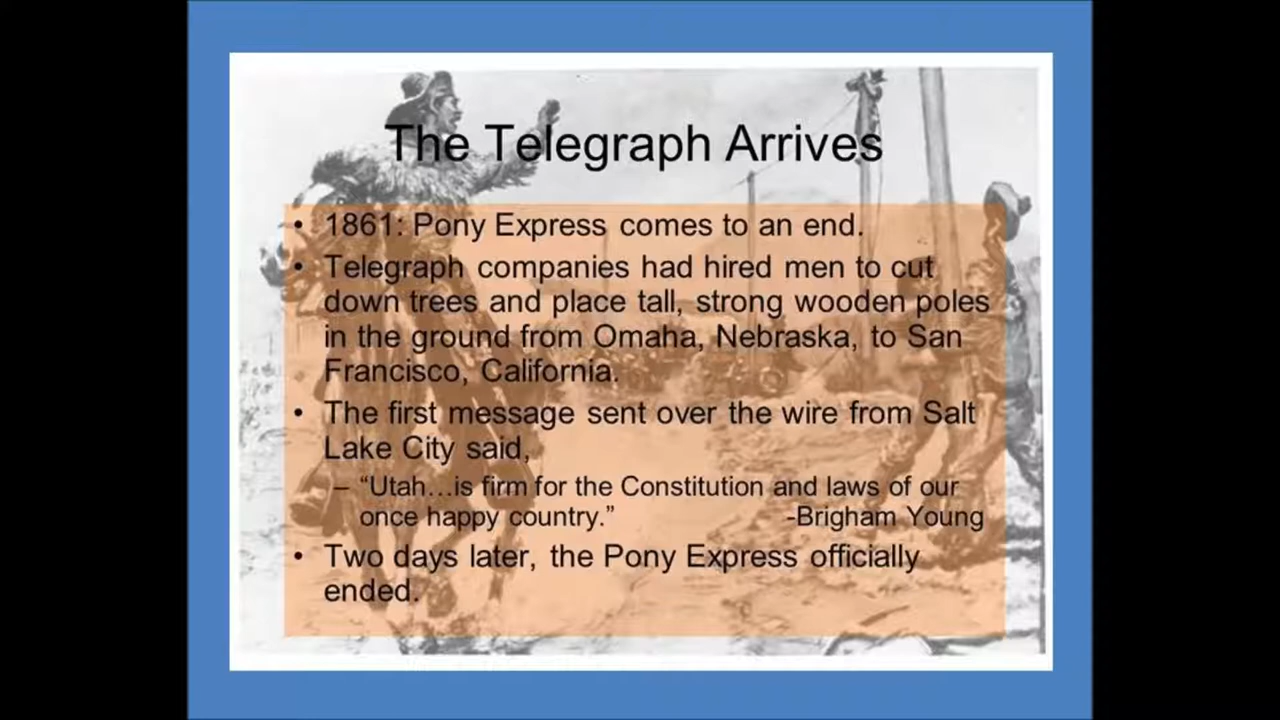 The Telegraph Arrives
• 1861: Pony Express comes to an end.
• Telegraph companies had hired men to cut
down trees and place tall, strong wooden poles
in the ground from Omaha, Nebraska, to San
Francisco, California.
• The first message sent over the wire from Salt
Lake City said,
– “Utah…is firm for the Constitution and laws of our
once happy country.” -Brigham Young
• Two days later, the Pony Express officially
ended.